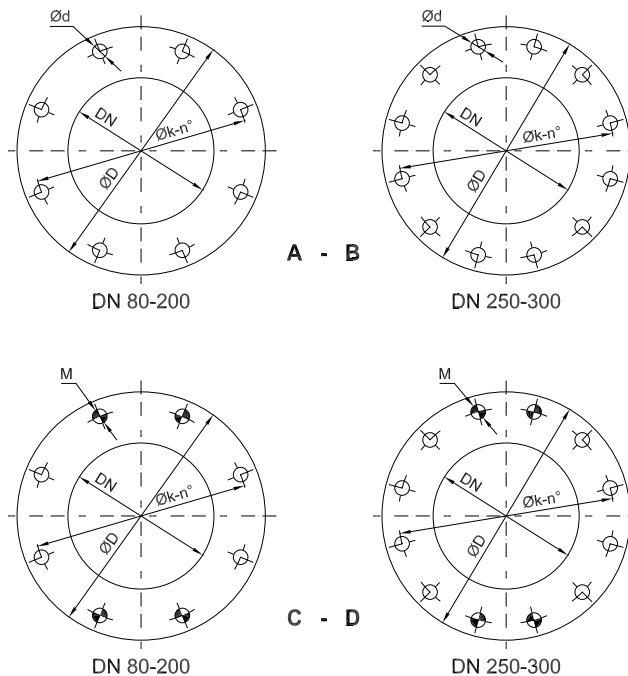 Ød
DN
Øk-n°
ØD
DN 80-200
Ød
DN
Øk-n°
ØD
DN 250-300
A - B
M
DN
Øk-n°
ØD
DN 80-200
M
DN
Øk-n°
ØD
DN 250-300
C - D